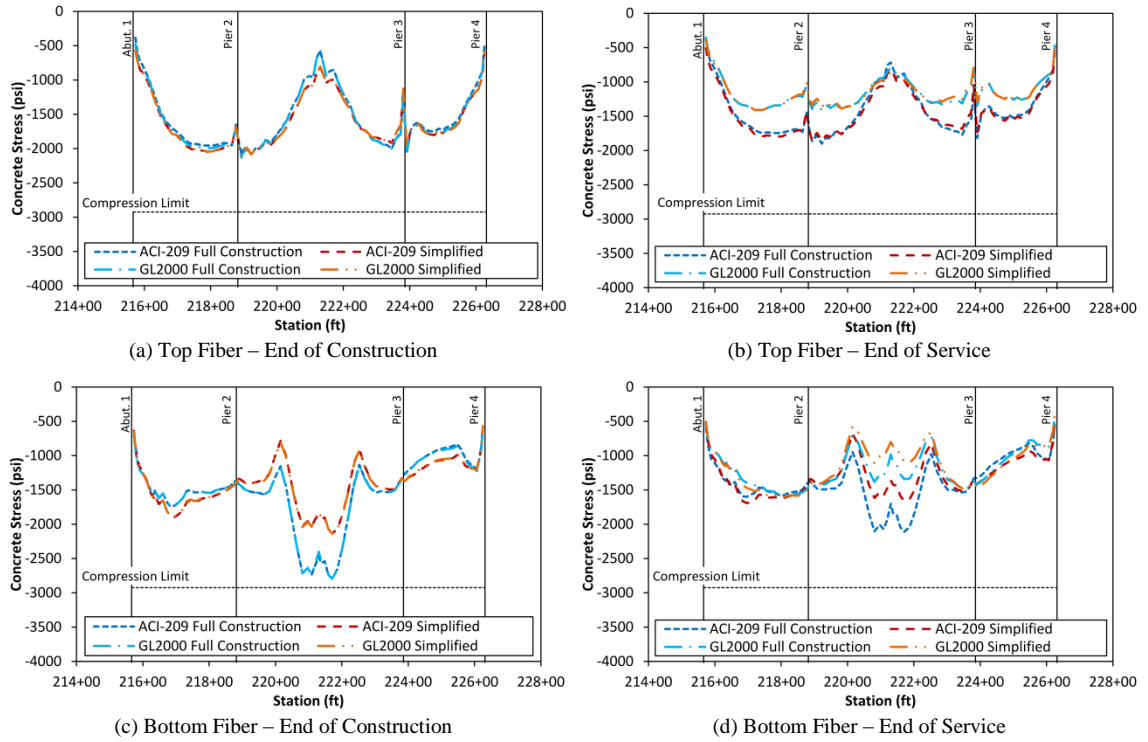 0
-500
-1000
-1500
-2000
-2500
-3000
-3500
-4000
Concrete Stress (psi)
Abut. 1
Pier 2
Pier 3
Pier 4
Compression Limit
ACI-209 Full Construction ACI-209 Simplified
GL2000 Full Construction GL2000 Simplified
214+00 216+00 218+00 220+00 222+00 224+00 226+00 228+00
Station (ft)
(a) Top Fiber – End of Construction
0
-500
-1000
-1500
-2000
-2500
-3000
-3500
-4000
Concrete Stress (psi)
Abut. 1
Pier 2
Pier 3
Pier 4
Compression Limit
ACI-209 Full Construction ACI-209 Simplified
GL2000 Full Construction GL2000 Simplified
214+00 216+00 218+00 220+00 222+00 224+00 226+00 228+00
Station (ft)
(b) Top Fiber – End of Service
0
-500
-1000
-1500
-2000
-2500
-3000
-3500
-4000
Concrete Stress (psi)
Abut. 1
Pier 2
Pier 3
Pier 4
Compression Limit
ACI-209 Full Construction ACI-209 Simplified
GL2000 Full Construction GL2000 Simplified
214+00 216+00 218+00 220+00 222+00 224+00 226+00 228+00
Station (ft)
(c) Bottom Fiber – End of Construction
0
-500
-1000
-1500
-2000
-2500
-3000
-3500
-4000
Concrete Stress (psi)
Abut. 1
Pier 2
Pier 3
Pier 4
Compression Limit
ACI-209 Full Construction ACI-209 Simplified
GL2000 Full Construction GL2000 Simplified
214+00 216+00 218+00 220+00 222+00 224+00 226+00 228+00
Station (ft)
(d) Bottom Fiber – End of Service